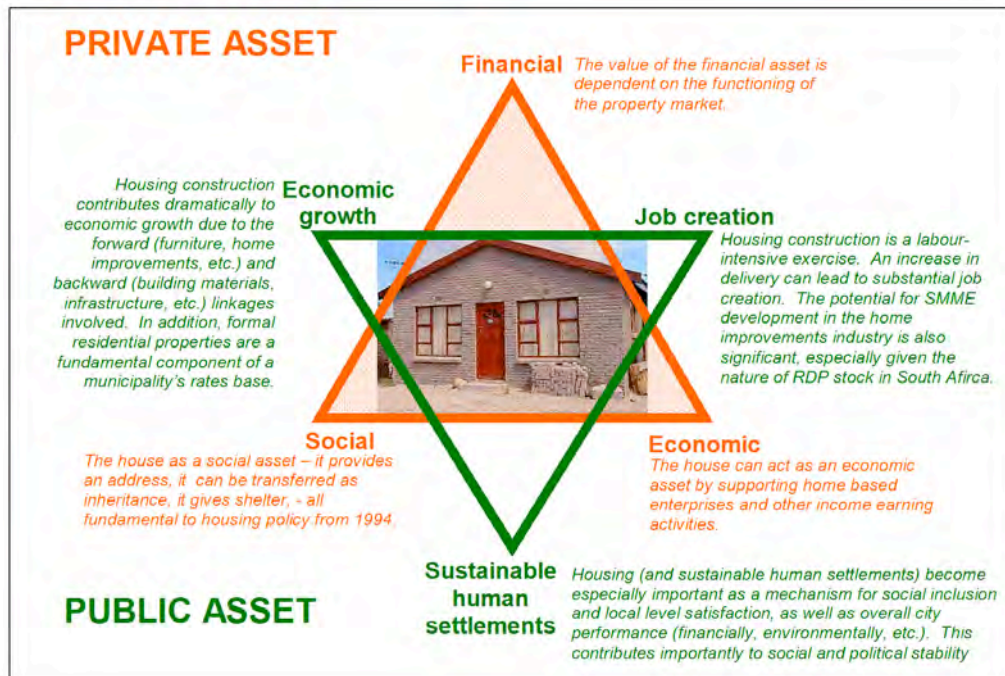 PRIVATE ASSET
Financial
The value of the financial asset is
dependent on the functioning of
the property market.
Economic
growth
Housing construction
contributes dramatically to
economic growth due to the
forward (furniture, home
improvements, etc.) and
backward (building materials,
infrastructure, etc.) linkages
involved. In addition, formal
residential properties are a
fundamental component of a
municipality's rates base.
Job creation
Housing construction is a labour-
intensive exercise. An increase in
delivery can lead to substantial job
creation. The potential for SMME
development in the home
improvements industry is also
significant, especially given the
nature of RDP stock in South Afirca.
Social
The house as a social asset – it provides
an address, it can be transferred as
inheritance, it gives shelter, - all
fundamental to housing policy from 1994.
Economic
The house can act as an economic
asset by supporting home based
enterprises and other income earning
activities.
PUBLIC ASSET
Sustainable
human
settlements
Housing (and sustainable human settlements) become
especially important as a mechanism for social inclusion
and local level satisfaction, as well as overall city
performance (financially, environmentally, etc.). This
contributes importantly to social and political stability